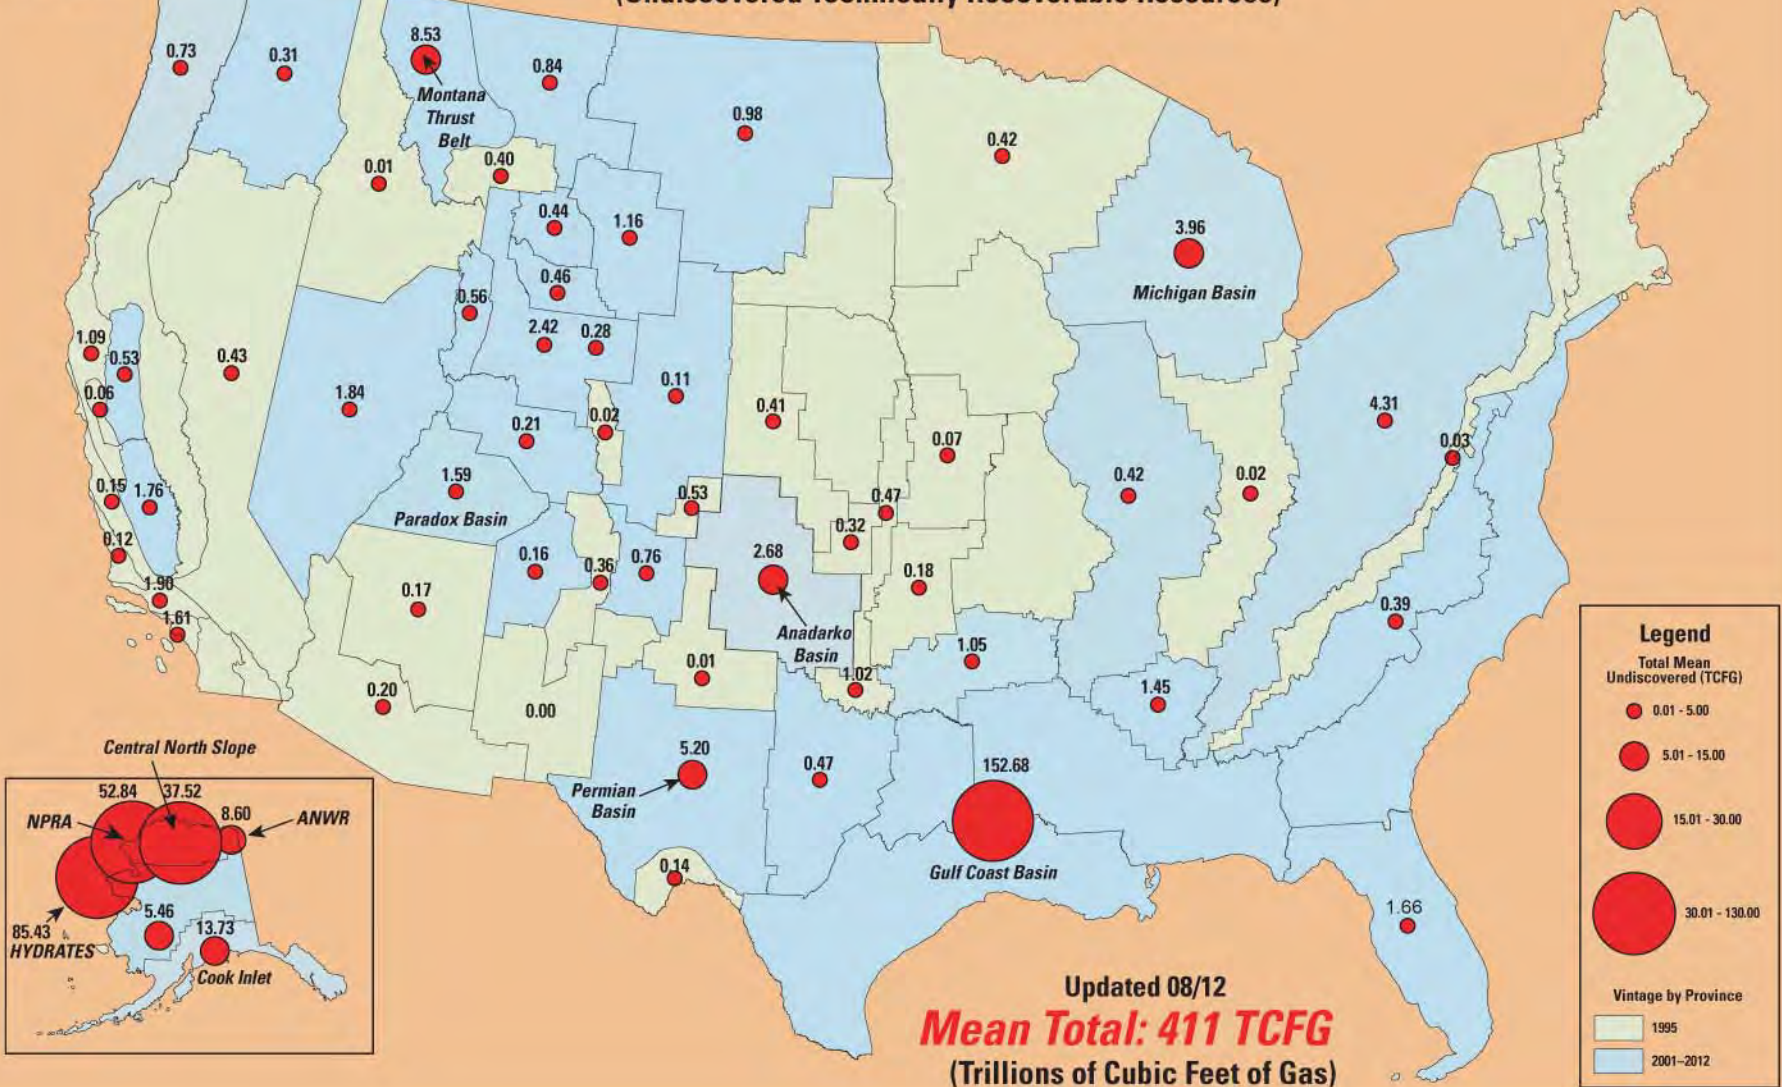 (Undiscovered Technically Recoverable Resources)
0.73
0.31
8.53
Montana
Thrust
Belt
0.84
0.98
0.42
0.01
0.40
0.44
1.16
3.96
Michigan Basin
0.46
0.56
2.42
0.28
1.09
0.53
0.43
0.06
1.84
0.11
0.41
0.02
0.21
0.07
4.31
0.03
1.59
Paradox Basin
0.15
1.76
0.53
0.47
0.42
0.02
0.12
0.32
0.16
0.36
0.76
2.68
Anadarko
Basin
0.18
1.90
1.61
0.17
0.39
0.01
1.05
1.02
0.20
0.00
1.45
5.20
Permian
Basin
0.47
152.68
Gulf Coast Basin
0.14
1.66
Central North Slope
52.84
37.52
NPRA
8.60
ANWR
85.43
HYDRATES
5.46
13.73
Cook Inlet
Updated 08/12
Mean Total: 411 TCFG
(Trillions of Cubic Feet of Gas)
Legend
Total Mean
Undiscovered (TCFG)
0.01 - 5.00
5.01 - 15.00
15.01 - 30.00
30.01 - 130.00
Vintage by Province
1995
2001–2012